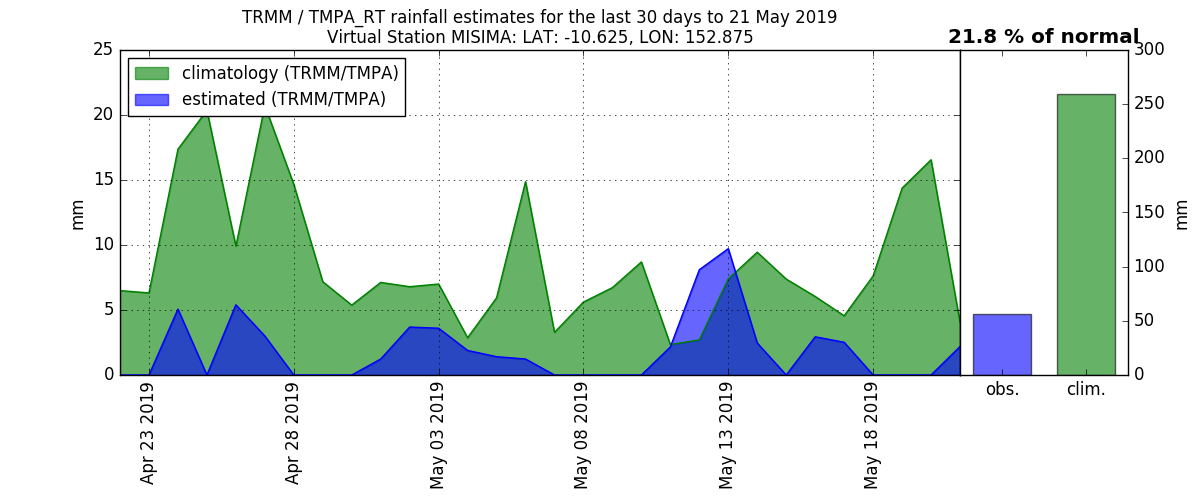 TRMM / TMPA_RT rainfall estimates for the last 30 days to 21 May 2019
Virtual Station MISIMA: LAT: -10.625, LON: 152.875
21.8 % of normal
climatology (TRMM/TMPA)
estimated (TRMM/TMPA)
25
20
15
10
5
0
mm
Apr 23 2019
Apr 28 2019
May 03 2019
May 08 2019
May 13 2019
May 18 2019
300
250
200
150
100
50
0
mm
obs.
clim.